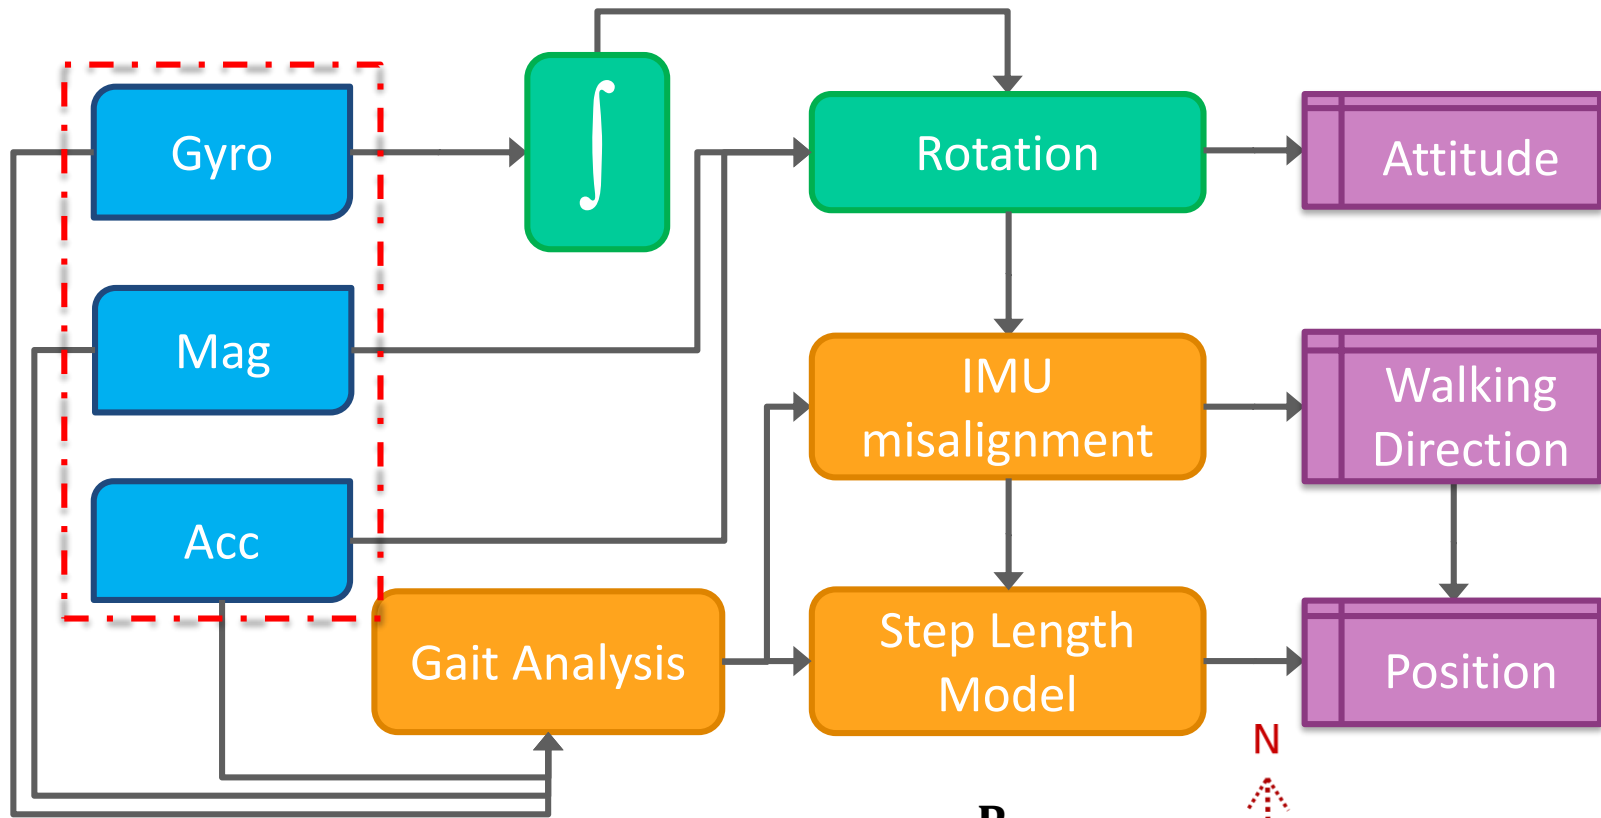 Gyro
∫
Rotation
Attitude
Mag
IMU
misalignment
Walking
Direction
Acc
Gait Analysis
Step Length
Model
Position
N